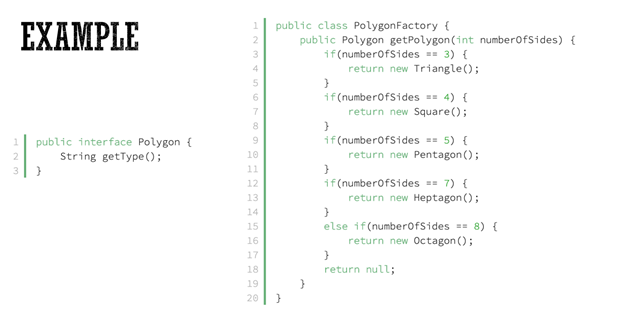 EXAMPLE
1 public interface Polygon {
2     String getType();
3 }
1 public class PolygonFactory {
2     public Polygon getPolygon(int numberOfSides) {
3         if(numberOfSides == 3) {
4             return new Triangle();
5         }
6         if(numberOfSides == 4) {
7             return new Square();
8         }
9         if(numberOfSides == 5) {
10             return new Pentagon();
11         }
12         if(numberOfSides == 7) {
13             return new Heptagon();
14         }
15         else if(numberOfSides == 8) {
16             return new Octagon();
17         }
18         return null;
19     }
20 }